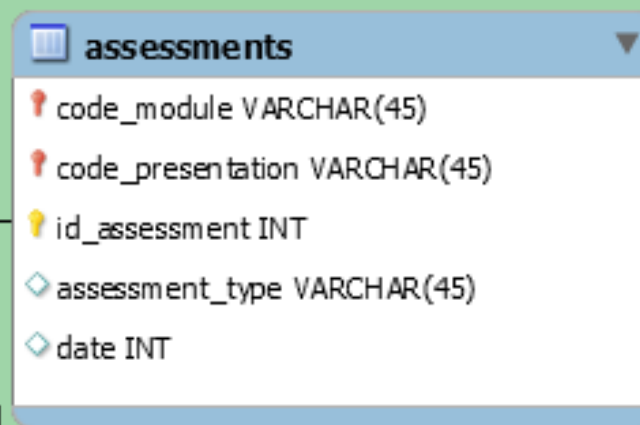 assessments
code_module VARCHAR(45)
code_presentation VARCHAR(45)
id_assessment INT
assessment_type VARCHAR(45)
date INT